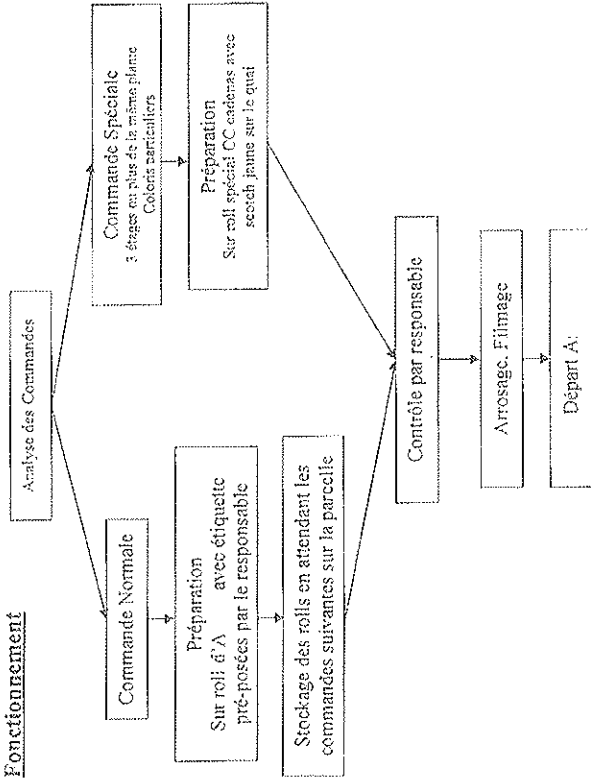 Fonctionnement
Analyse des Commandes
Commande Normale
Commande Spéciale
3 étages ou plus de la même plante
Coloris particuliers
Préparation
Sur roll d'A avec étiquette
pré-posées par le responsable
Préparation
Sur roll spécial CC cadenas avec
scotch jaune sur le quai
Stockage des rolls en attendant les
commandes suivantes sur la parcelle
Contrôle par responsable
Arrosage, Filmage
Départ A: